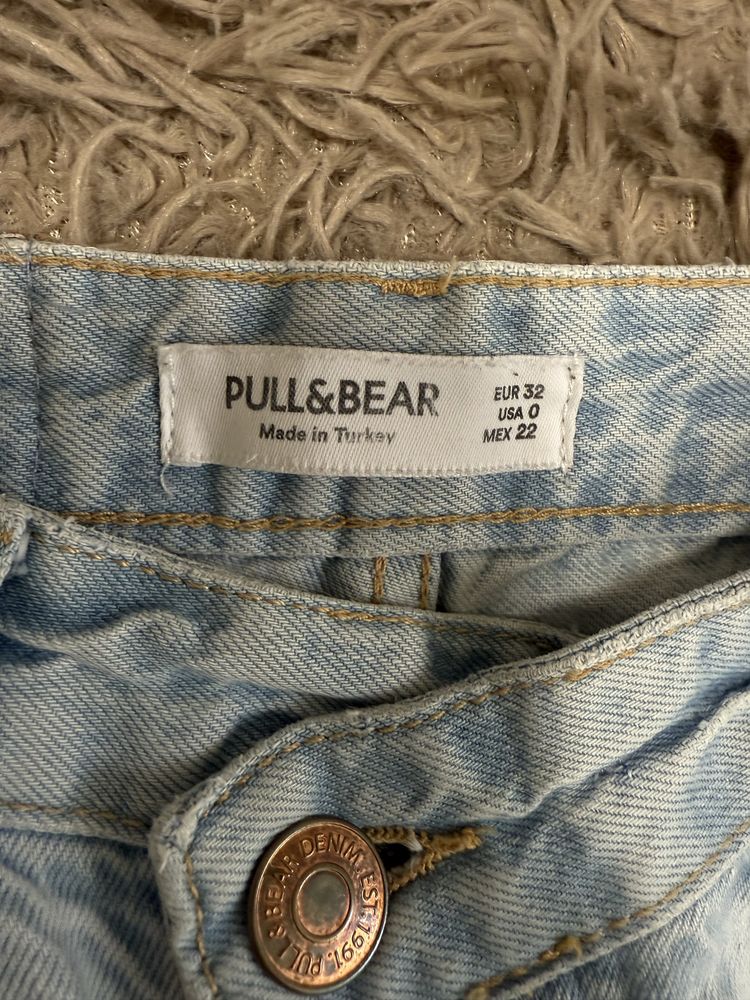 PULL&BEAR
Made in Turkey
EUR 32
USA 0
MEX 22
PULL & BEAR DENIM. EST. 1991.